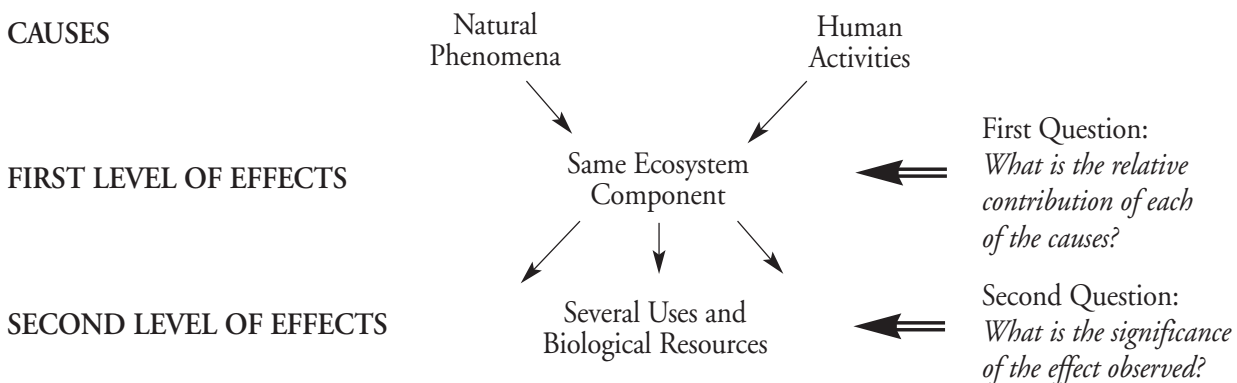 CAUSES
Natural
Phenomena
Human
Activities
FIRST LEVEL OF EFFECTS
Same Ecosystem
Component
First Question:
What is the relative
contribution of each
of the causes?
SECOND LEVEL OF EFFECTS
Several Uses and
Biological Resources
Second Question:
What is the significance
of the effect observed?